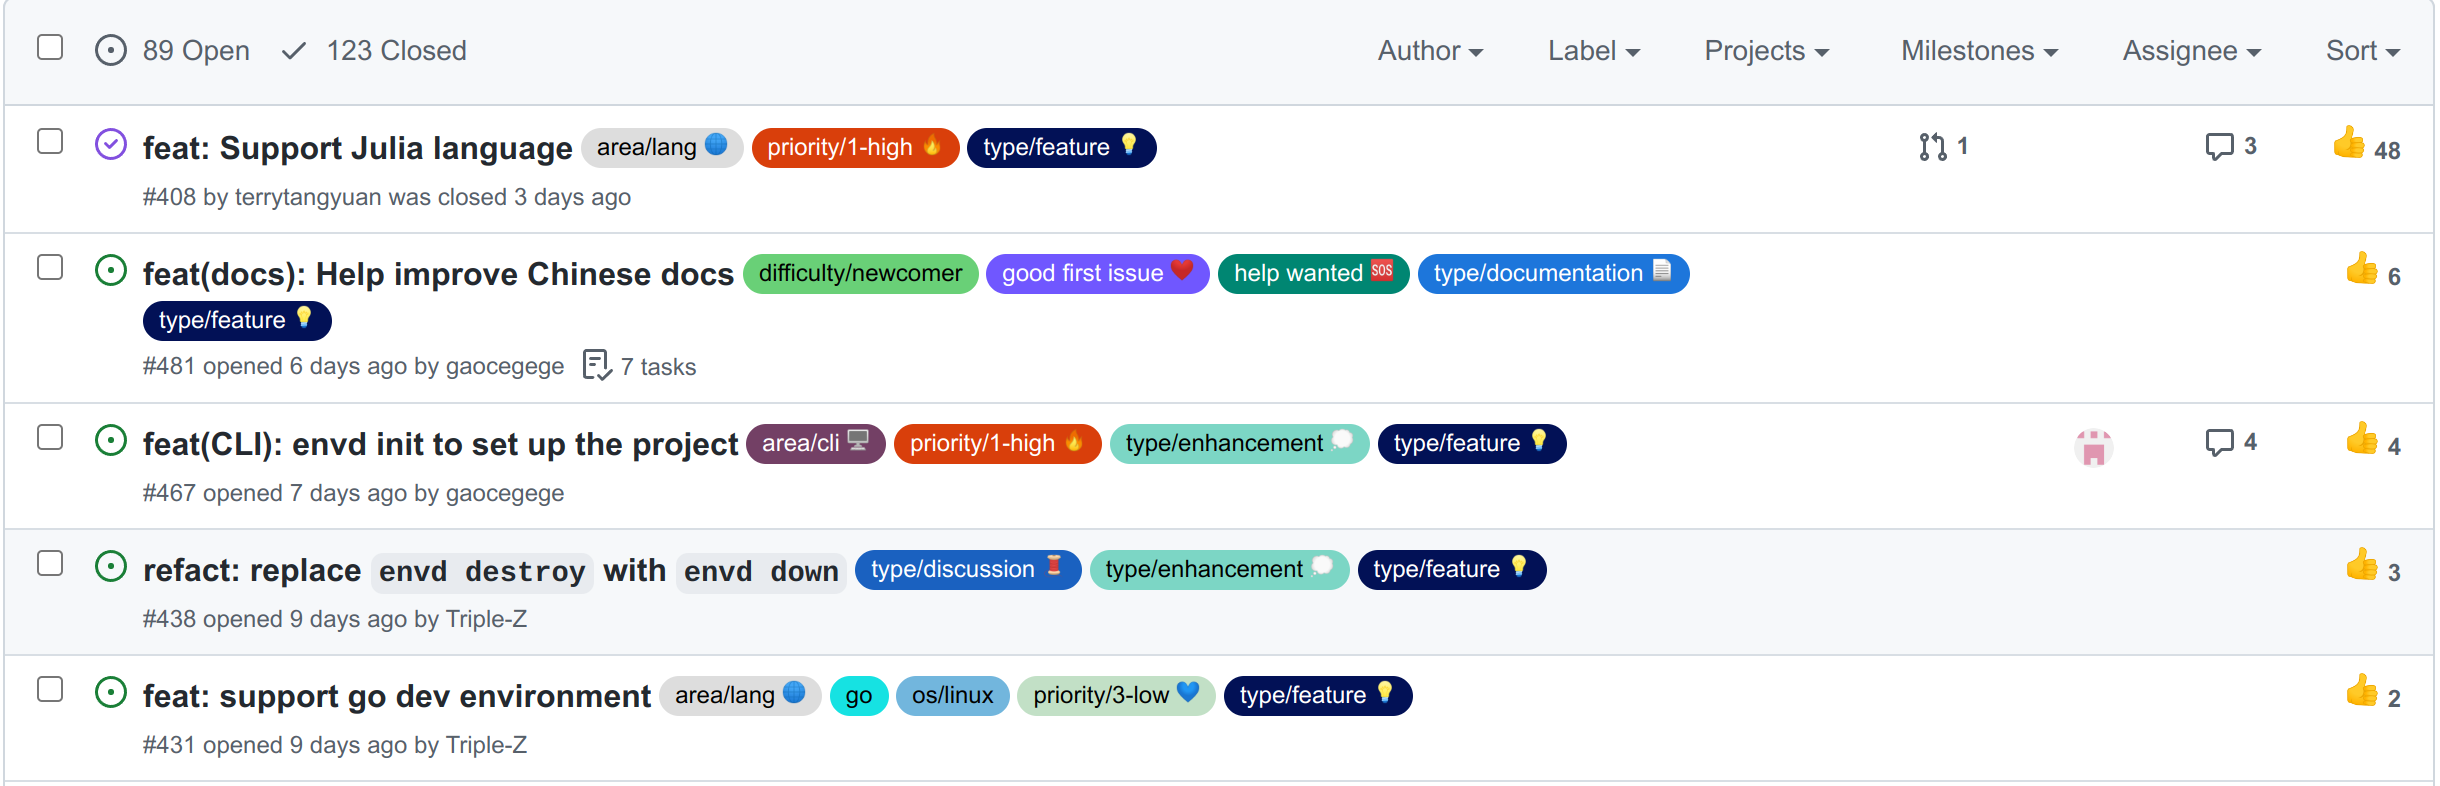 89 Open 123 Closed Author Label Projects Milestones Assignee Sort
feat: Support Julia language area/lang 🌐 priority/1-high 🔥 type/feature 💡 1 3 👍 48
#408 by terrytangyuan was closed 3 days ago
feat(docs): Help improve Chinese docs difficulty/newcomer good first issue ❤️ help wanted 🆘 type/documentation 📄 👍 6
type/feature 💡
#481 opened 6 days ago by gaocegege 7 tasks
feat(CLI): envd init to set up the project area/cli 🖥️ priority/1-high 🔥 type/enhancement 💭 type/feature 💡 4 👍 4
#467 opened 7 days ago by gaocegege
refact: replace envd destroy with envd down type/discussion 🧵 type/enhancement 💭 type/feature 💡 👍 3
#438 opened 9 days ago by Triple-Z
feat: support go dev environment area/lang 🌐 go os/linux priority/3-low 💙 type/feature 💡 👍 2
#431 opened 9 days ago by Triple-Z